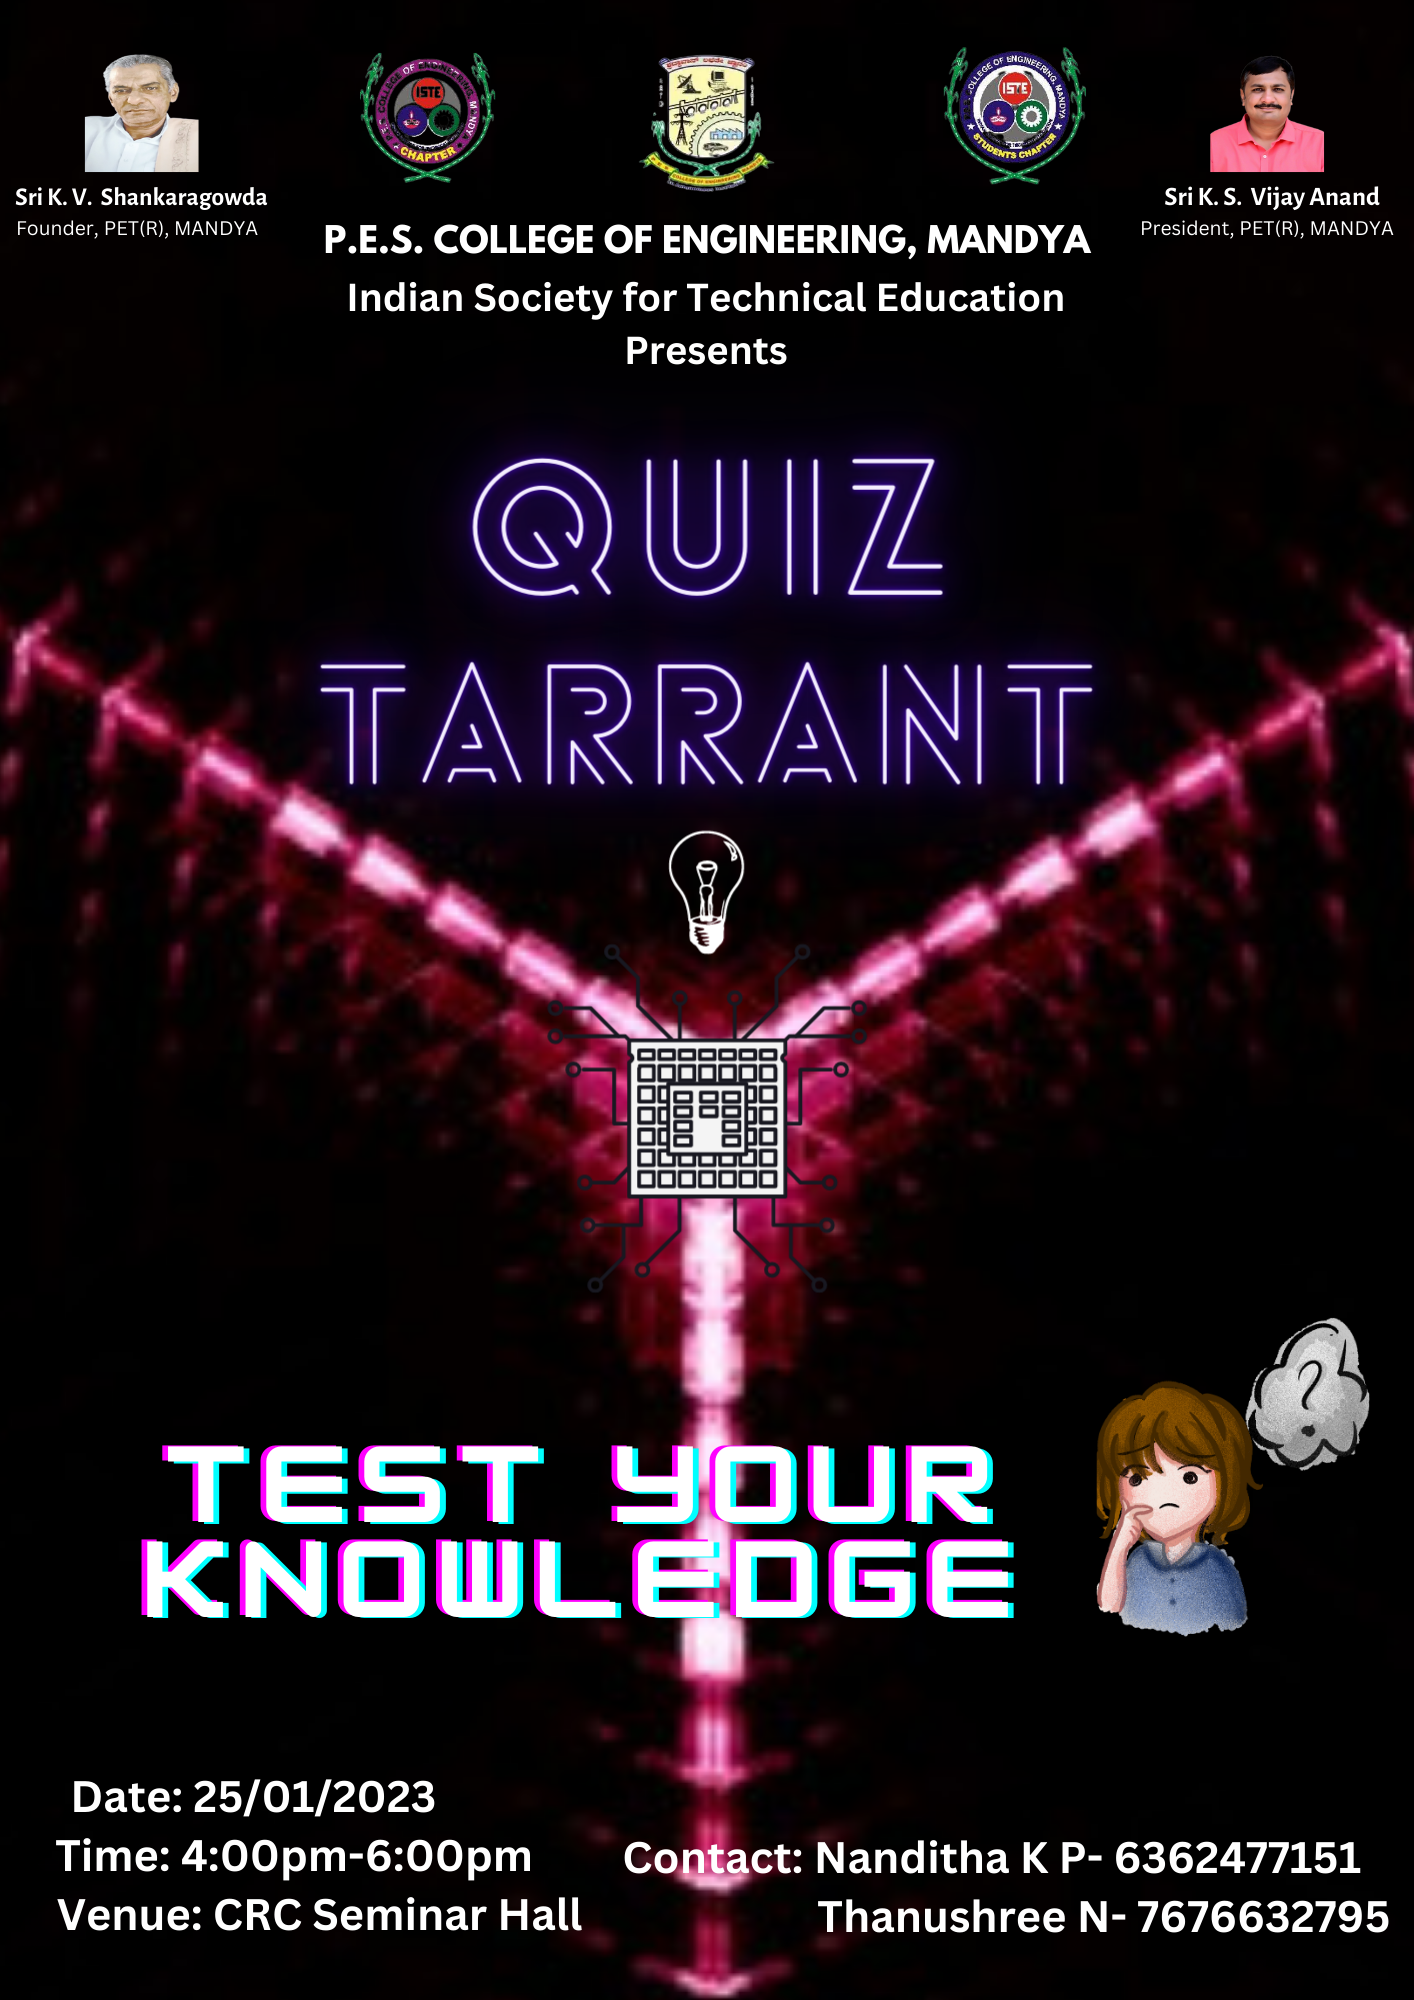 ISTE
CHAPTER
COLLEGE OF ENGINEERING, MANDYA
ISTE
STUDENTS CHAPTER
Sri K. V. Shankaragowda
Founder, PET(R), MANDYA
Sri K. S. Vijay Anand
President, PET(R), MANDYA
P.E.S. COLLEGE OF ENGINEERING, MANDYA
Indian Society for Technical Education
Presents
QUIZ
TARRANT
?
TEST YOUR
KNOWLEDGE
Date: 25/01/2023
Time: 4:00pm-6:00pm
Venue: CRC Seminar Hall
Contact: Nanditha K P- 6362477151
Thanushree N- 7676632795